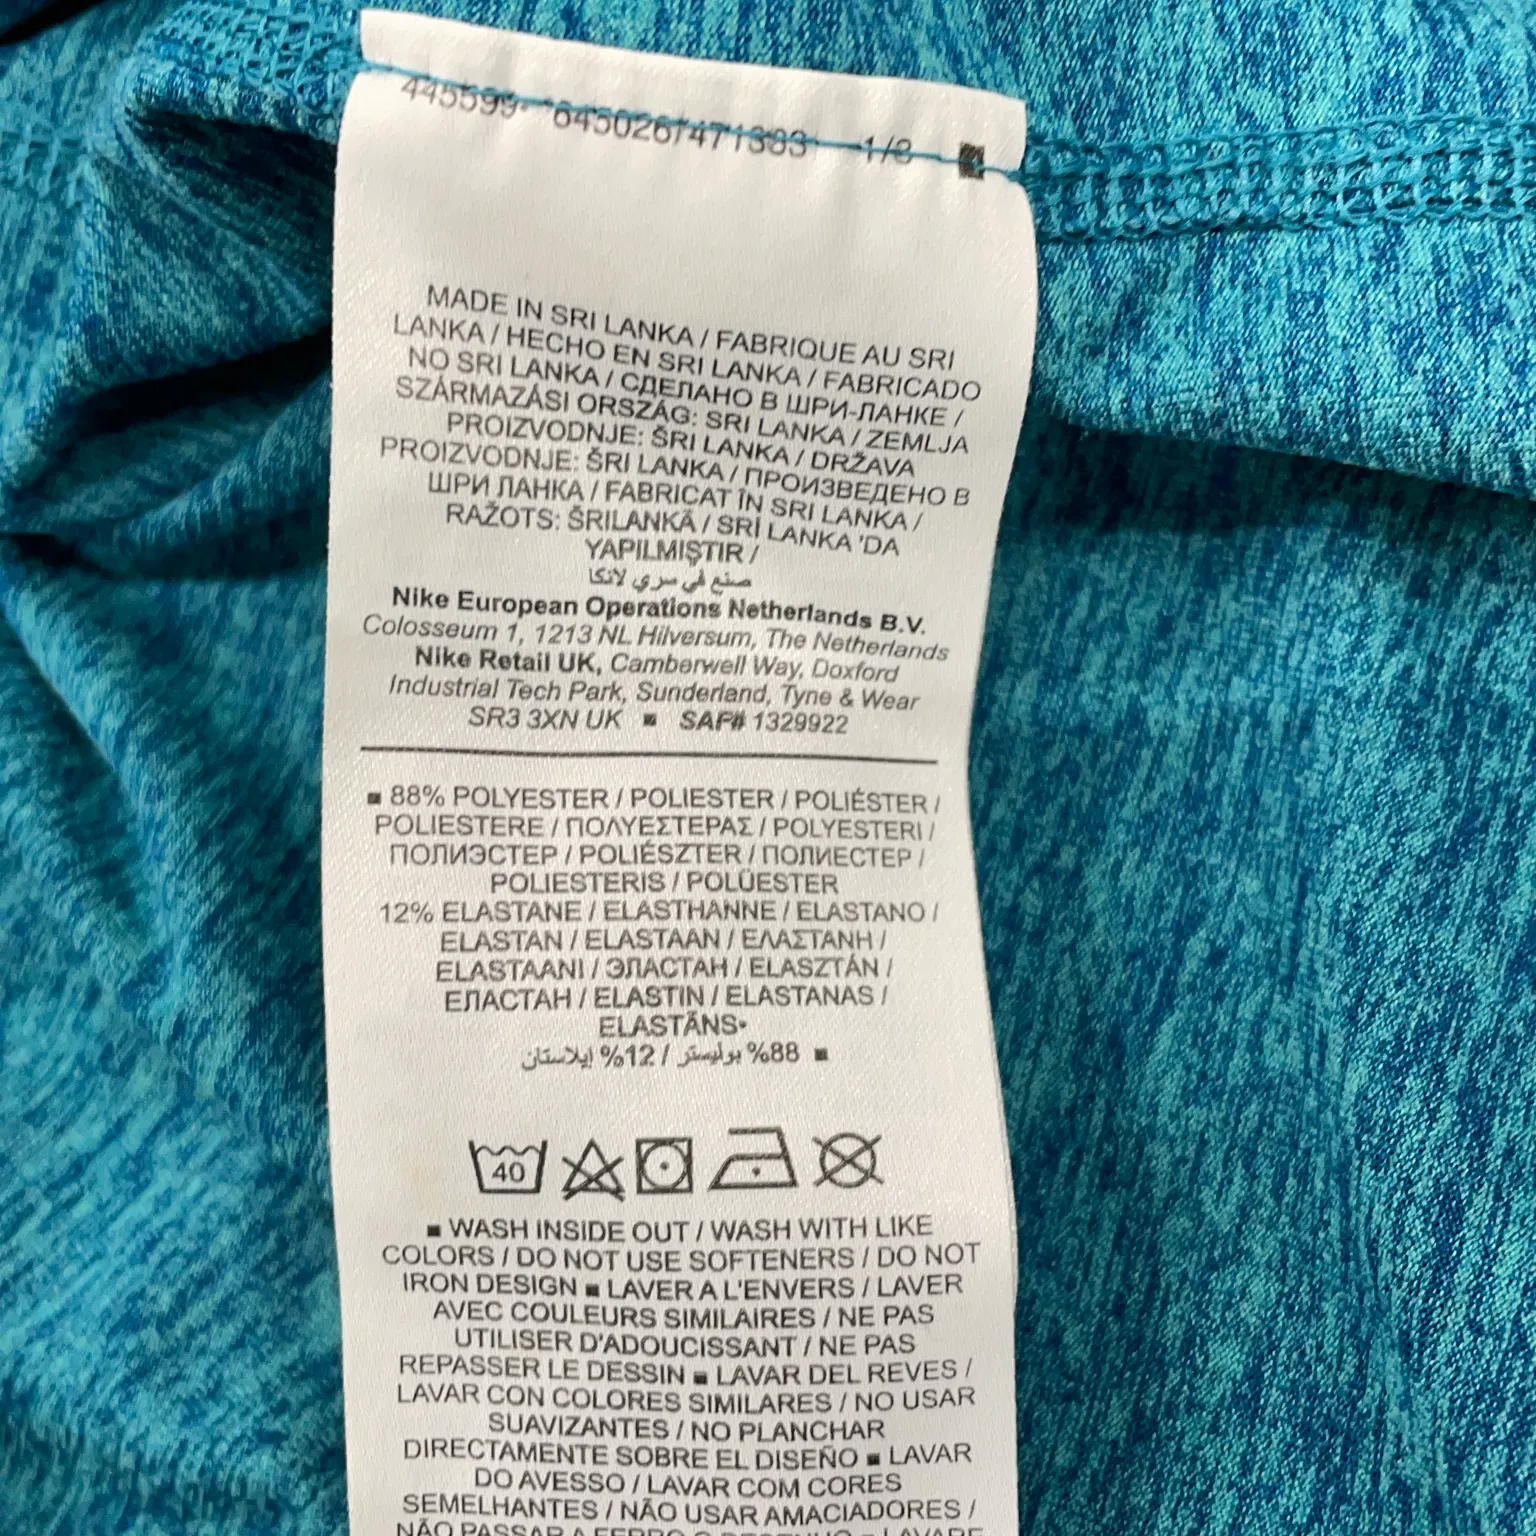 445599- 1/8
MADE IN SRI LANKA / FABRIQUE AU SRI
LANKA / HECHO EN SRI LANKA / FABRICADO
NO SRI LANKA / СДЕЛАНО В ШРИ-ЛАНКЕ /
SZÁRMAZÁSI ORSZÁG: SRI LANKA / ZEMLJA
PROIZVODNJE: ŠRI LANKA / DRŽAVA
PROIZVODNJE: ŠRI LANKA / ПРОИЗВЕДЕНО В
ШРИ ЛАНКА / FABRICAT ÎN SRI LANKA /
RAŽOTS: ŠRILANKĀ / SRİ LANKA 'DA
YAPILMIŞTIR /
صنع في سري لانكا
Nike European Operations Netherlands B.V.
Colosseum 1, 1213 NL Hilversum, The Netherlands
Nike Retail UK, Camberwell Way, Doxford
Industrial Tech Park, Sunderland, Tyne & Wear
SR3 3XN UK ■ SAF# 1329922
■ 88% POLYESTER / POLIESTER / POLIÉSTER /
POLIESTERE / ΠΟΛΥΕΣΤΕΡΑΣ / POLYESTERI /
ПОЛИЭСТЕР / POLIÉSZTER / ПОЛИЕСТЕР /
POLIESTERIS / POLÜESTER
12% ELASTANE / ELASTHANNE / ELASTANO /
ELASTAN / ELASTAAN / ΕΛΑΣΤΑΝΗ /
ELASTAANI / ЭЛАСТАН / ELASZTÁN /
ЕЛАСТАН / ELASTIN / ELASTANAS /
ELASTĀNS•
88% بوليستر / 12% إيلاستان ■
40
■ WASH INSIDE OUT / WASH WITH LIKE
COLORS / DO NOT USE SOFTENERS / DO NOT
IRON DESIGN ■ LAVER A L'ENVERS / LAVER
AVEC COULEURS SIMILAIRES / NE PAS
UTILISER D'ADOUCISSANT / NE PAS
REPASSER LE DESSIN ■ LAVAR DEL REVES /
LAVAR CON COLORES SIMILARES / NO USAR
SUAVIZANTES / NO PLANCHAR
DIRECTAMENTE SOBRE EL DISEÑO ■ LAVAR
DO AVESSO / LAVAR COM CORES
SEMELHANTES / NÃO USAR AMACIADORES /
NÃO PASSAR A FERRO O DESENHO ■ LAVARE